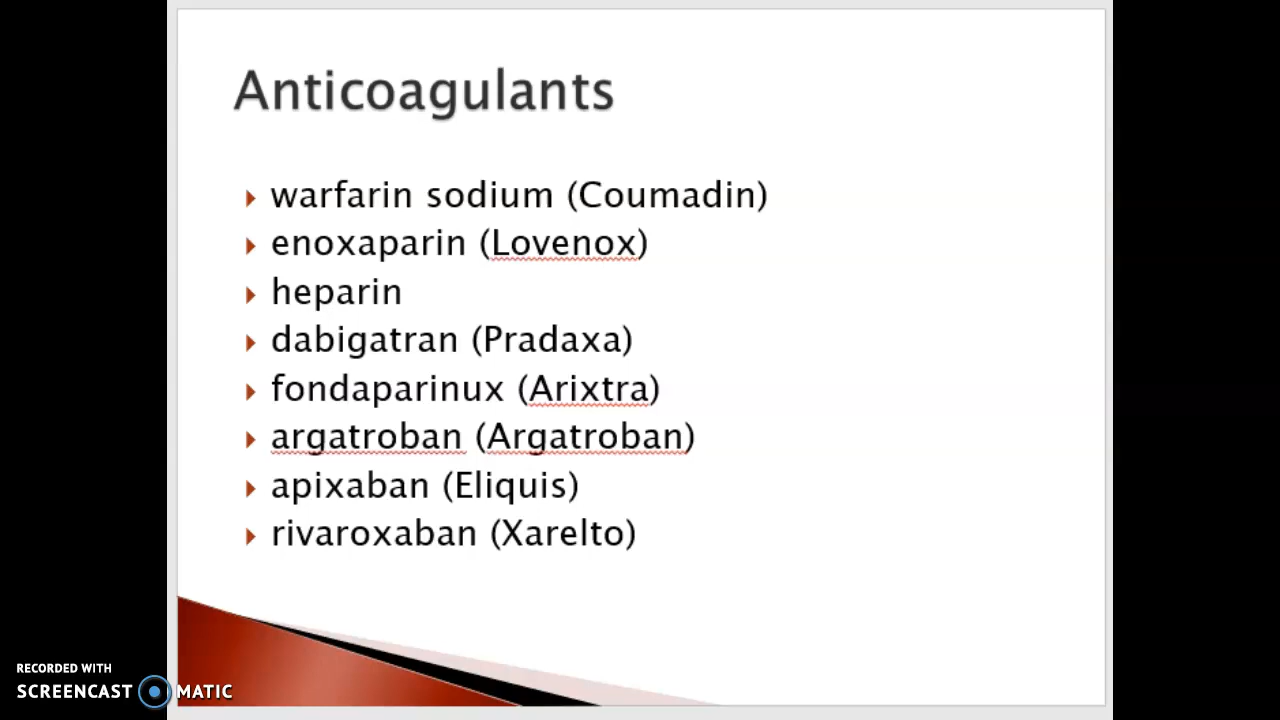 Anticoagulants
warfarin sodium (Coumadin)
enoxaparin (Lovenox)
heparin
dabigatran (Pradaxa)
fondaparinux (Arixtra)
argatroban (Argatroban)
apixaban (Eliquis)
rivaroxaban (Xarelto)
RECORDED WITH
SCREENCAST MATIC